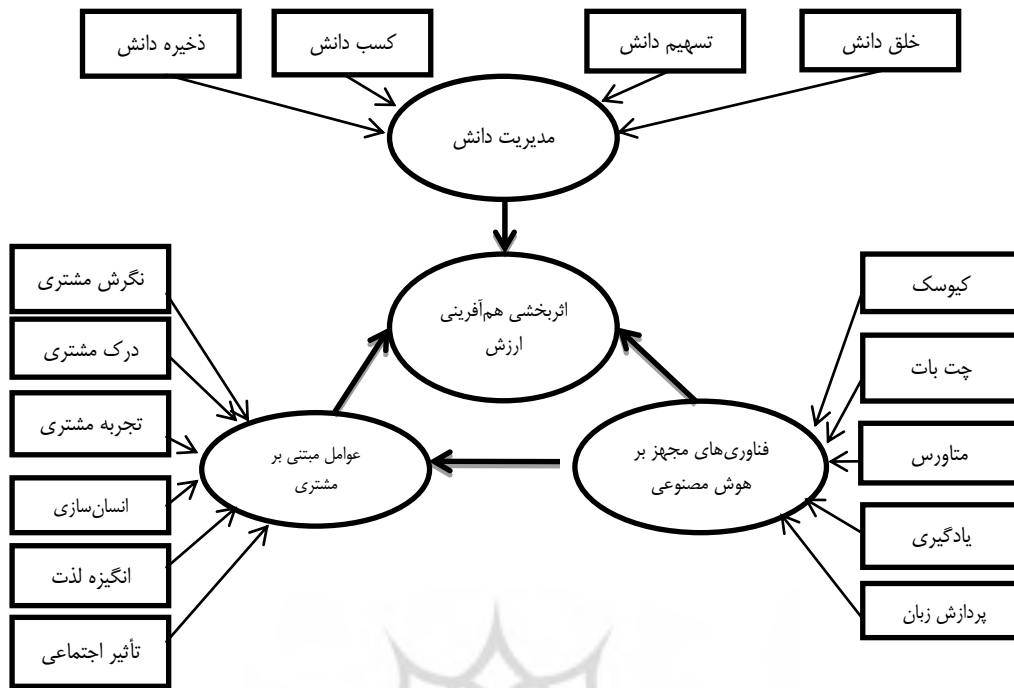 خلق دانش
تسهیم دانش
کسب دانش
ذخیره دانش
مدیریت دانش
اثربخشی هم‌آفرینی
ارزش
کیوسک
چت بات
متاورس
یادگیری
پردازش زبان
فناوری‌های مجهز بر
هوش مصنوعی
عوامل مبتنی بر
مشتری
نگرش مشتری
درک مشتری
تجربه مشتری
انسان‌سازی
انگیزه لذت
تأثیر اجتماعی